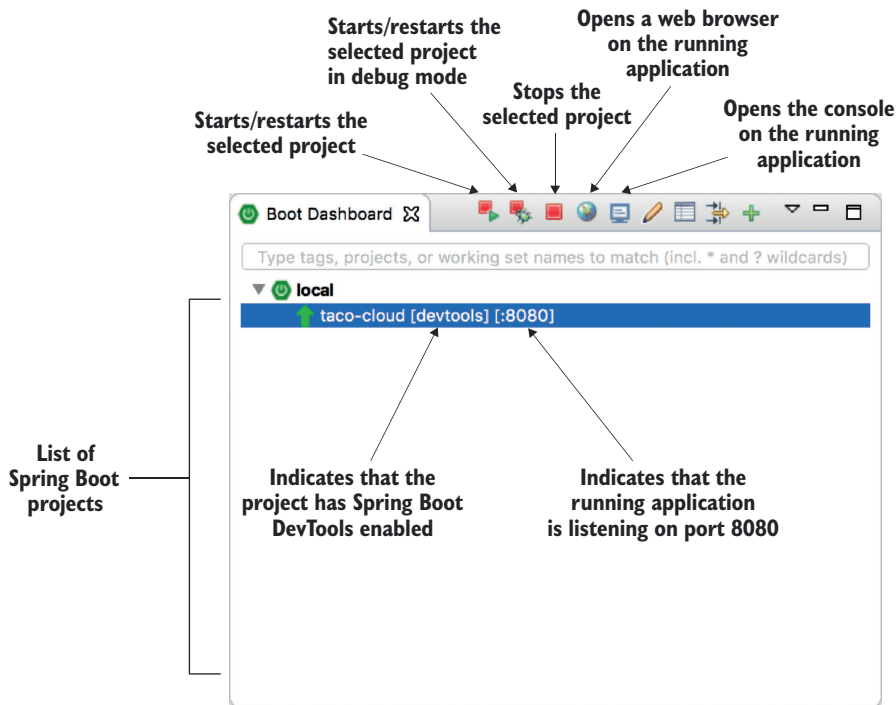 Starts/restarts the
selected project
in debug mode
Opens a web browser
on the running
application
Stops the
selected project
Starts/restarts the
selected project
Opens the console
on the running
application
Boot Dashboard
Type tags, projects, or working set names to match (incl. * and ? wildcards)
local
taco-cloud [devtools] [:8080]
List of
Spring Boot
projects
Indicates that the
project has Spring Boot
DevTools enabled
Indicates that the
running application
is listening on port 8080